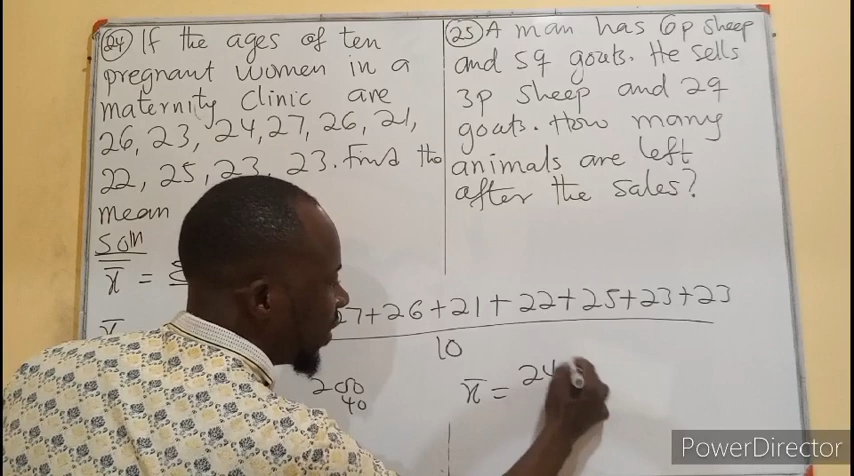 24 If the ages of ten
pregnant women in a
maternity clinic are
26, 23, 24, 27, 26, 21,
22, 25, 23, 23. Find the
mean
Soln
x̄ =
x̄
27+26+21+22+25+23+23
10
200
40
x̄ = 24
25 A man has 6p sheep
and 5q goats. He sells
3p sheep and 2q
goats. How many
animals are left
after the sales?
PowerDirector